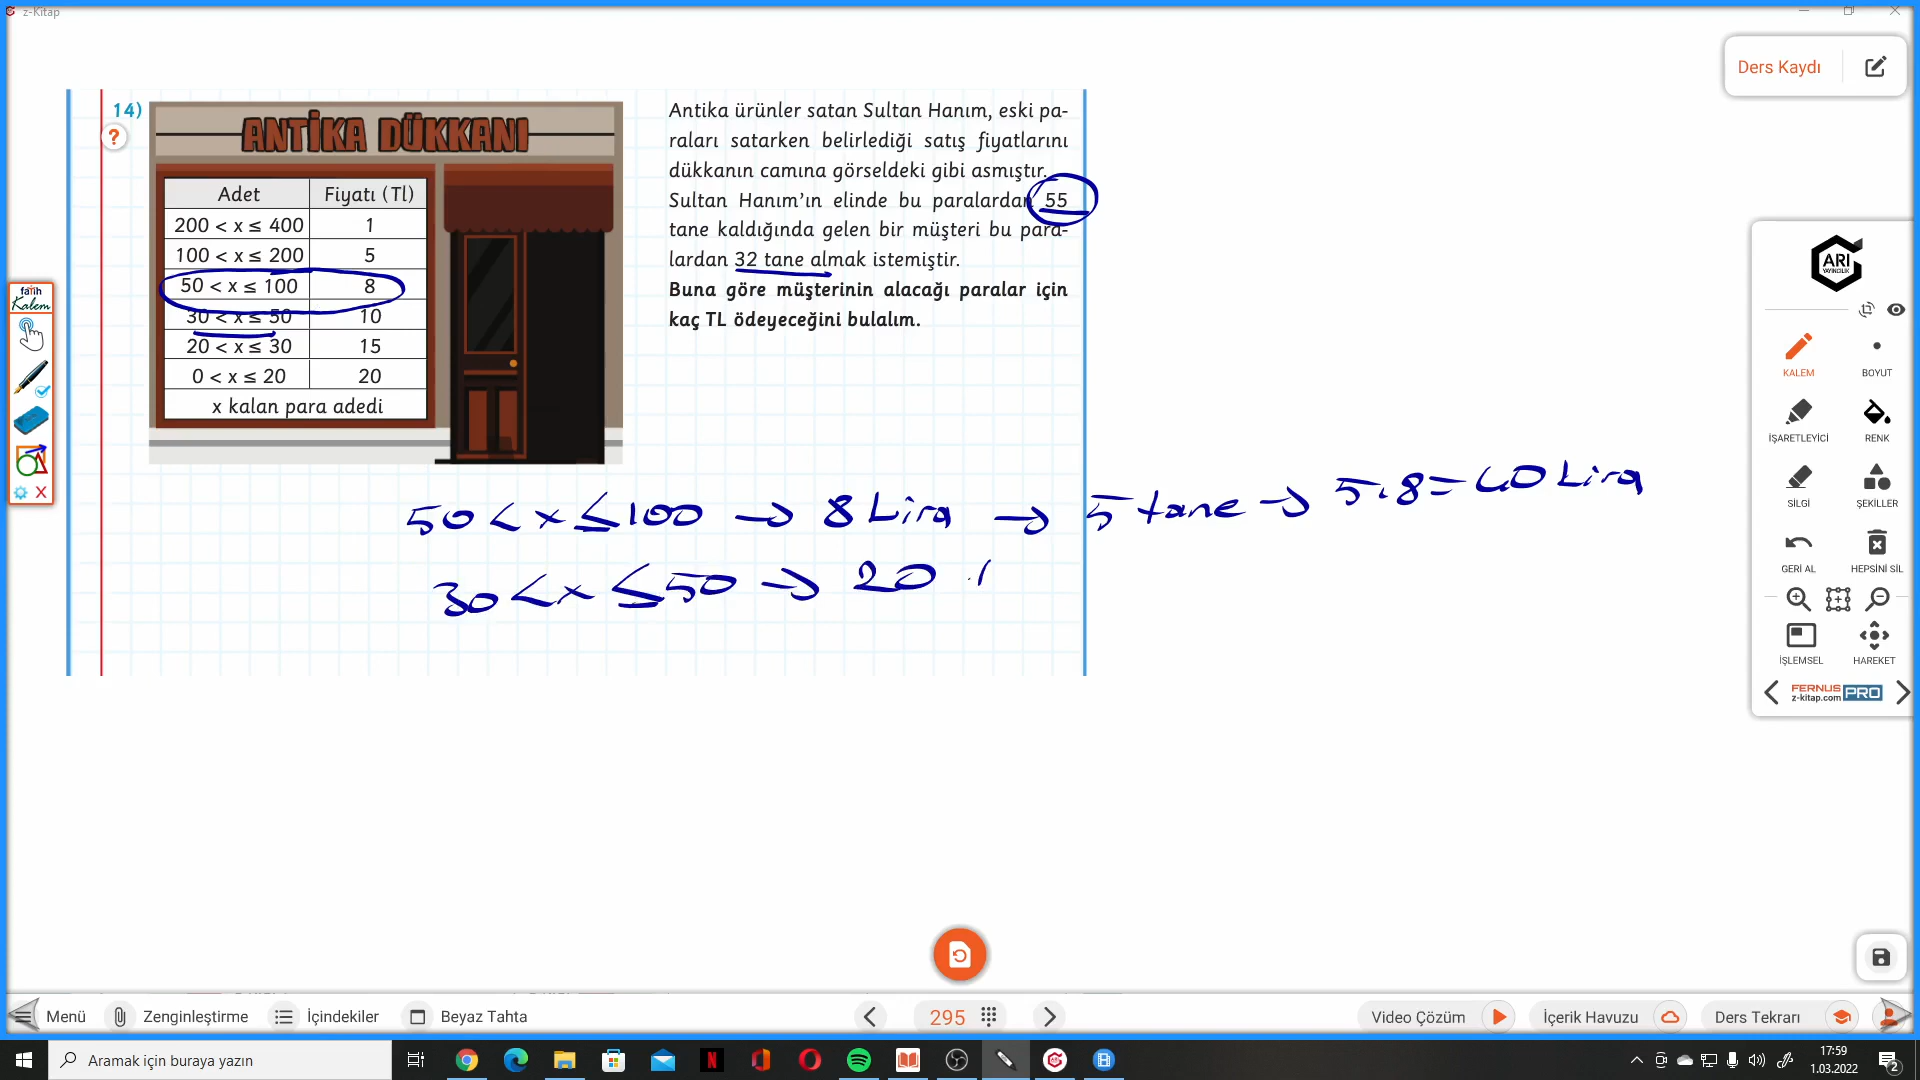 z-Kitap
Ders Kaydı
14)
?
ANTİKA DÜKKANI
Adet Fiyatı (Tl)
200 < x ≤ 400 1
100 < x ≤ 200 5
50 < x ≤ 100 8
30 < x ≤ 50 10
20 < x ≤ 30 15
0 < x ≤ 20 20
x kalan para adedi
Antika ürünler satan Sultan Hanım, eski pa-
raları satarken belirlediği satış fiyatlarını
dükkanın camına görseldeki gibi asmıştır.
Sultan Hanım'ın elinde bu paralardan 55
tane kaldığında gelen bir müşteri bu para-
lardan 32 tane almak istemiştir.
Buna göre müşterinin alacağı paralar için
kaç TL ödeyeceğini bulalım.
50 < x ≤ 100 → 8 Lira → 5 tane → 5.8 = 40 Lira
30 < x ≤ 50 → 20
fatih
Kalem
X
ARI
YAYINCILIK
KALEM BOYUT
İŞARETLEYİCİ RENK
SİLGİ ŞEKİLLER
GERİ AL HEPSİNİ SİL
İŞLEMSEL HAREKET
FERNUS
z-kitap.com PRO
Menü Zenginleştirme İçindekiler Beyaz Tahta 295 Video Çözüm İçerik Havuzu Ders Tekrarı
Aramak için buraya yazın
17:59
1.03.2022
2